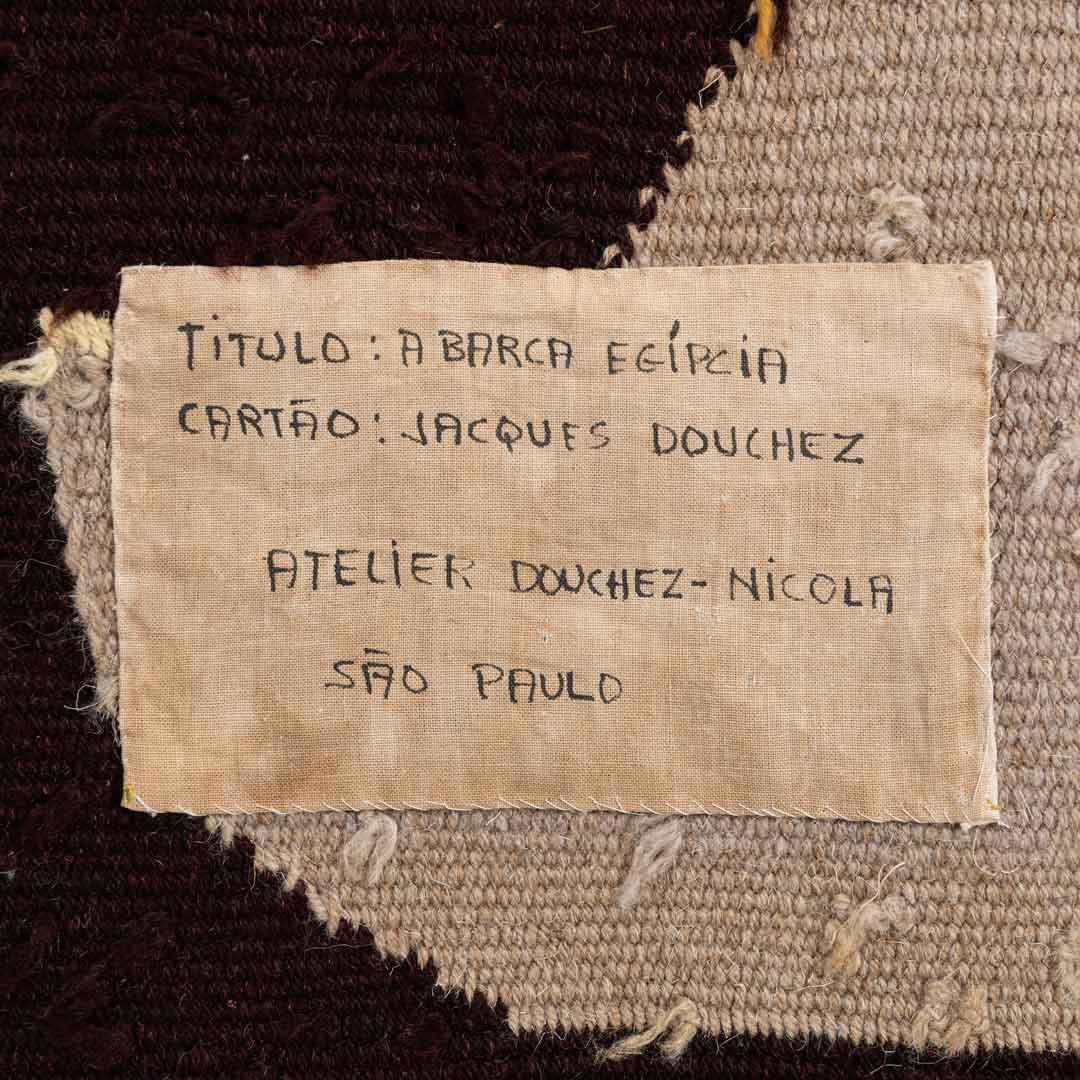 TITULO : A BARCA EGÍPCIA
CARTÃO : JACQUES DOUCHEZ
ATELIER DOUCHEZ - NICOLA
SÃO PAULO